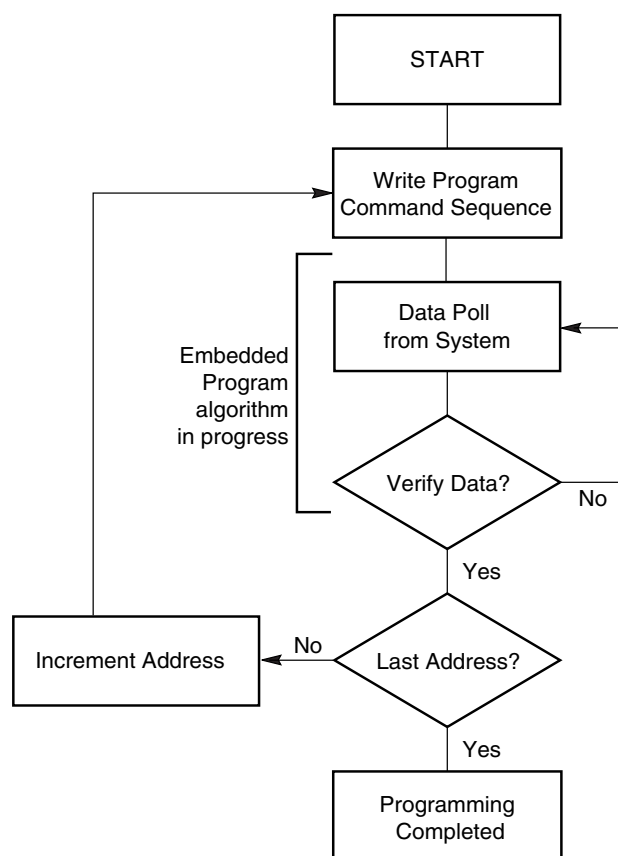 START
Write Program
Command Sequence
Data Poll
from System
Embedded
Program
algorithm
in progress
Verify Data?
No
Yes
No
Increment Address
Last Address?
Yes
Programming
Completed